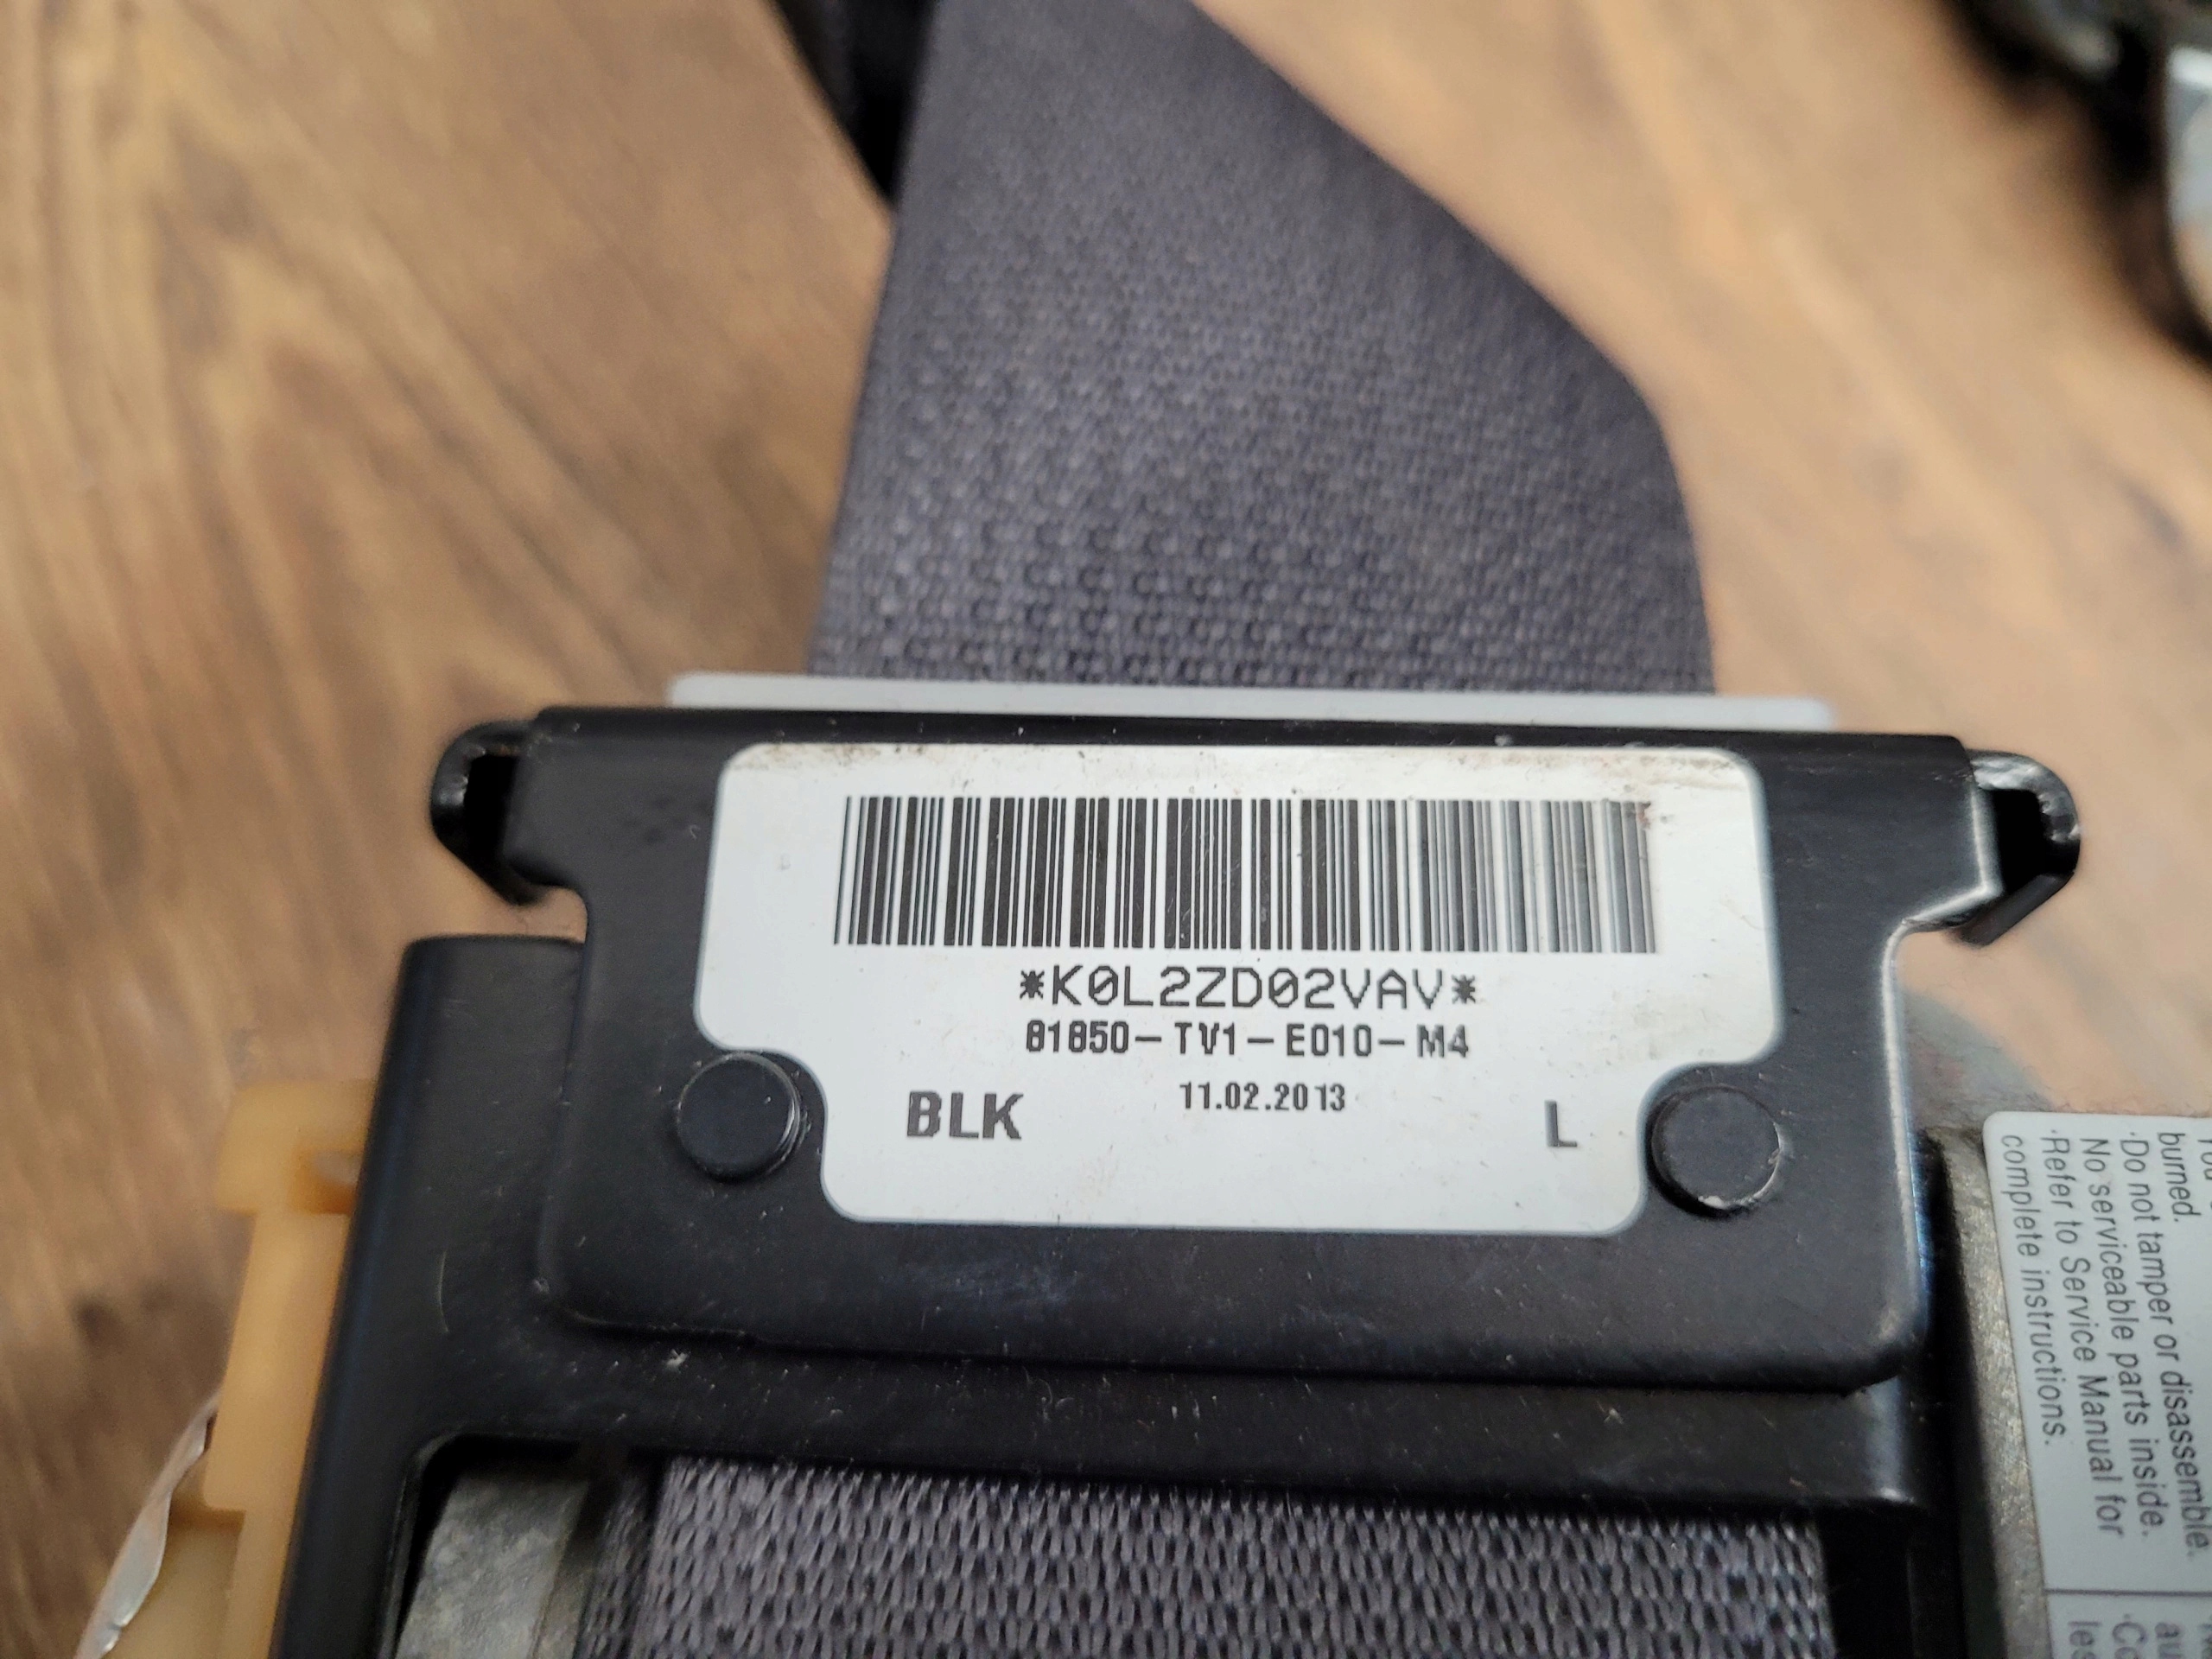 *K0L2ZD02VAV*
81850-TV1-E010-M4
11.02.2013
BLK
L
burned.
·Do not tamper or disassemble.
No serviceable parts inside.
·Refer to Service Manual for
complete instructions.